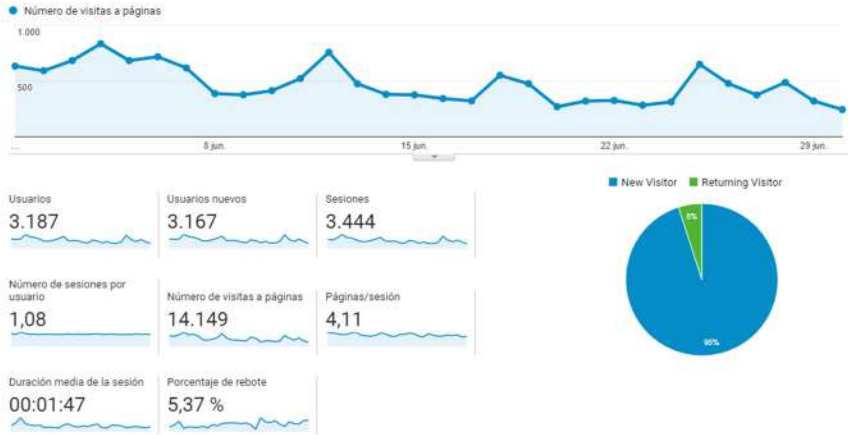 Número de visitas a páginas
1.000
500
...
8 jun.
15 jun.
22 jun.
29 jun.
New Visitor
Returning Visitor
Usuarios
3.187
Usuarios nuevos
3.167
Sesiones
3.444
Número de sesiones por
usuario
1,08
Número de visitas a páginas
14.149
Páginas/sesión
4,11
Duración media de la sesión
00:01:47
Porcentaje de rebote
5,37 %